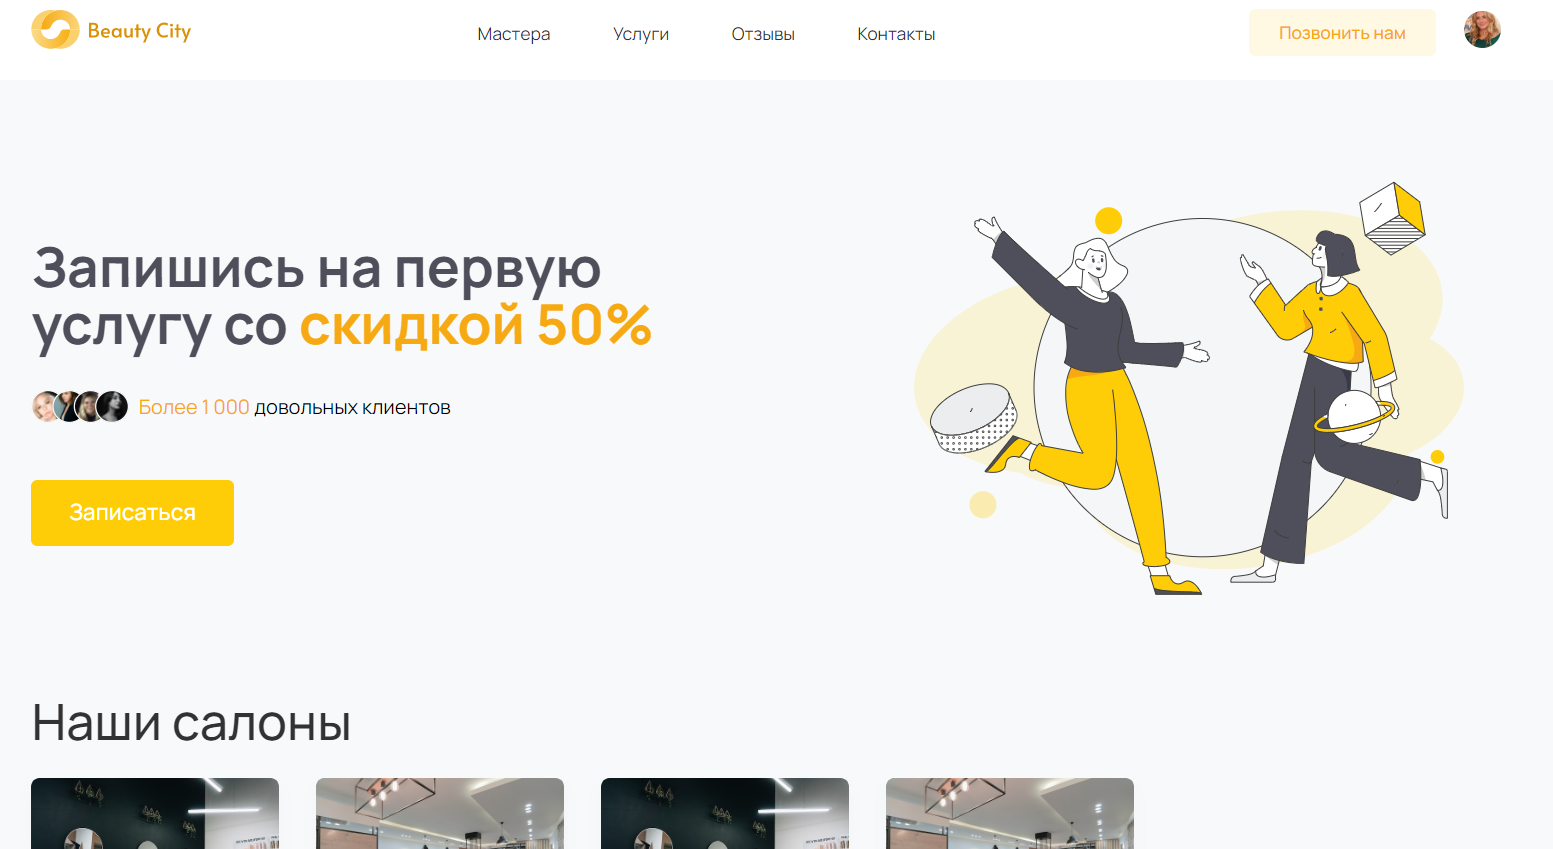 Beauty City
Мастера
Услуги
Отзывы
Контакты
Позвонить нам
Запишись на первую
услугу со скидкой 50%
Более 1 000 довольных клиентов
Записаться
Наши салоны